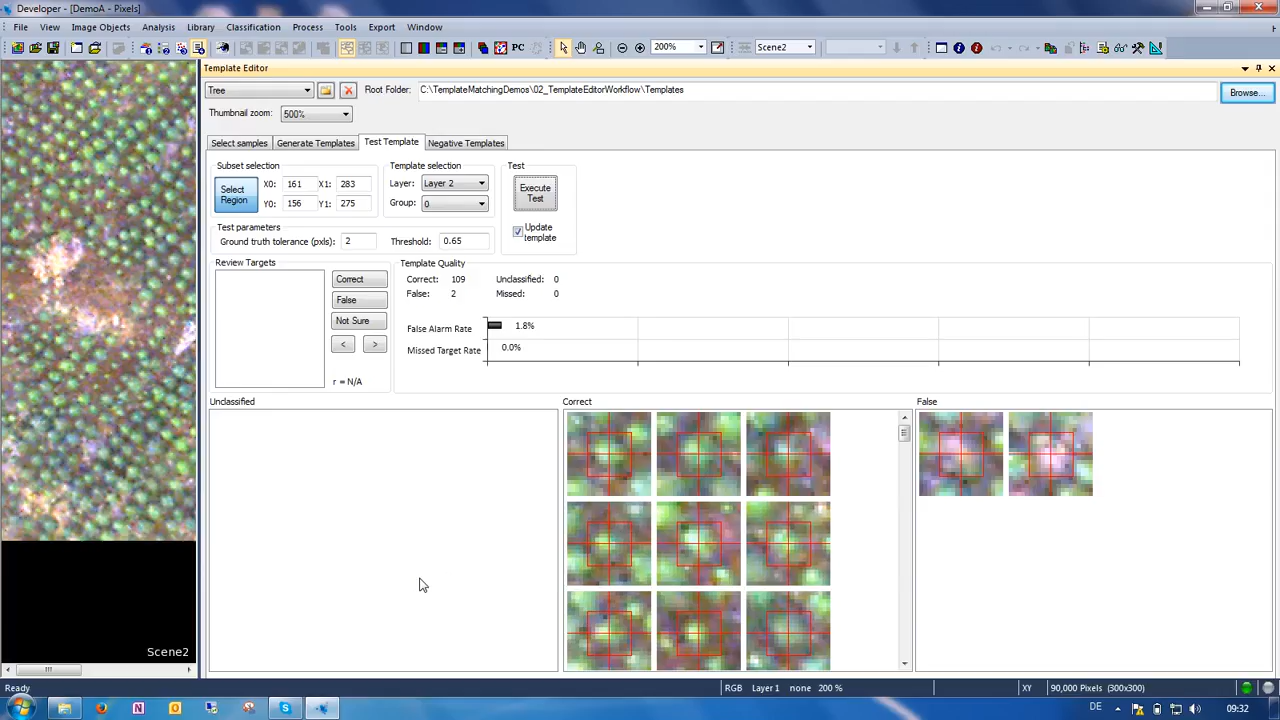 Developer - [DemoA - Pixels]
File View Image Objects Analysis Library Classification Process Tools Export Window
PC 200% Scene2
Template Editor
Tree Root Folder: C:\TemplateMatchingDemos\02_TemplateEditorWorkflow\Templates Browse...
Thumbnail zoom: 500%
Select samples Generate Templates Test Template Negative Templates
Subset selection Template selection Test
Select Region X0: 161 X1: 283 Layer: Layer 2 Execute Test
Y0: 156 Y1: 275 Group: 0
Test parameters Update template
Ground truth tolerance (pxls): 2 Threshold: 0.65
Review Targets Template Quality
Correct Correct: 109 Unclassified: 0
False False: 2 Missed: 0
Not Sure False Alarm Rate 1.8%
< > Missed Target Rate 0.0%
r = N/A
Unclassified Correct False
Scene2
Ready RGB Layer 1 none 200 % XY 90,000 Pixels (300x300)
DE 09:32